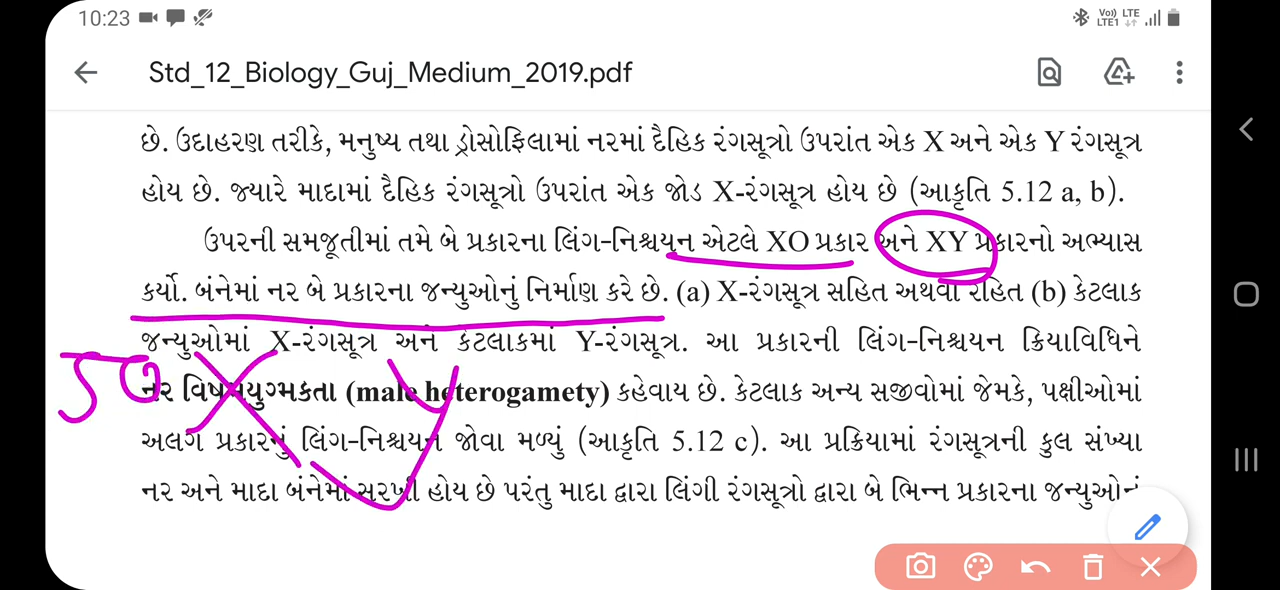 10:23 Vo)) LTE LTE1
Std_12_Biology_Guj_Medium_2019.pdf
છે. ઉદાહરણ તરીકે, મનુષ્ય તથા ડ્રોસોફિલામાં નરમાં દૈહિક રંગસૂત્રો ઉપરાંત એક X અને એક Y રંગસૂત્ર
હોય છે. જ્યારે માદામાં દૈહિક રંગસૂત્રો ઉપરાંત એક જોડ X-રંગસૂત્ર હોય છે (આકૃતિ 5.12 a, b).
ઉપરની સમજૂતીમાં તમે બે પ્રકારના લિંગ-નિશ્ચયન એટલે XO પ્રકાર અને XY પ્રકારનો અભ્યાસ
કર્યો. બંનેમાં નર બે પ્રકારના જન્યુઓનું નિર્માણ કરે છે. (a) X-રંગસૂત્ર સહિત અથવા રહિત (b) કેટલાક
જન્યુઓમાં X-રંગસૂત્ર અને કેટલાકમાં Y-રંગસૂત્ર. આ પ્રકારની લિંગ-નિશ્ચયન ક્રિયાવિધિને
50 X Y
નર વિષમયુગ્મકતા (male heterogamety) કહેવાય છે. કેટલાક અન્ય સજીવોમાં જેમકે, પક્ષીઓમાં
અલગ પ્રકારનું લિંગ-નિશ્ચયન જોવા મળ્યું (આકૃતિ 5.12 c). આ પ્રક્રિયામાં રંગસૂત્રની કુલ સંખ્યા
નર અને માદા બંનેમાં સરખી હોય છે પરંતુ માદા દ્વારા લિંગી રંગસૂત્રો દ્વારા બે ભિન્ન પ્રકારના જન્યુઓનું